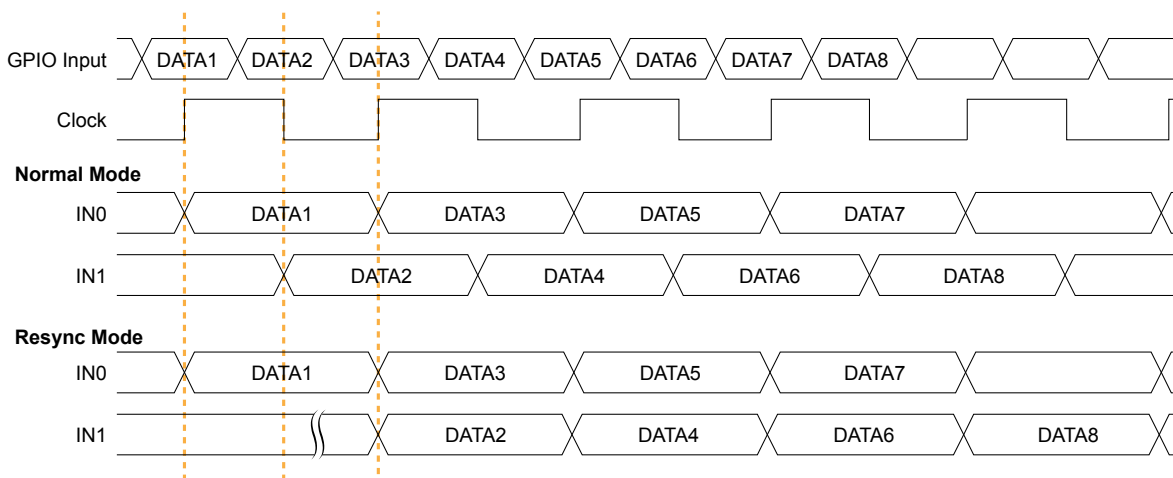 GPIO Input DATA1 DATA2 DATA3 DATA4 DATA5 DATA6 DATA7 DATA8
Clock
Normal Mode
IN0 DATA1 DATA3 DATA5 DATA7
IN1 DATA2 DATA4 DATA6 DATA8
Resync Mode
IN0 DATA1 DATA3 DATA5 DATA7
IN1 DATA2 DATA4 DATA6 DATA8